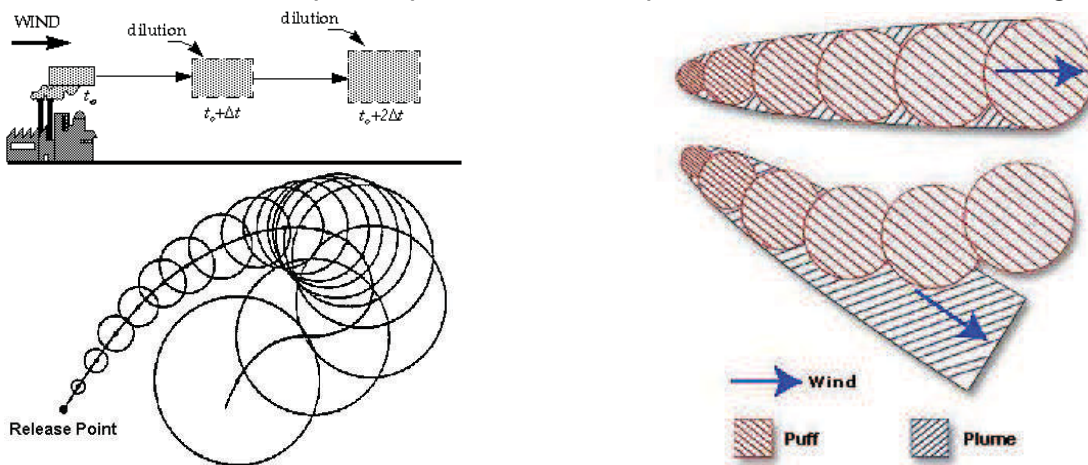 WIND
dilution
dilution
t₀
t₀+Δt
t₀+2Δt
Release Point
Wind
Puff
Plume